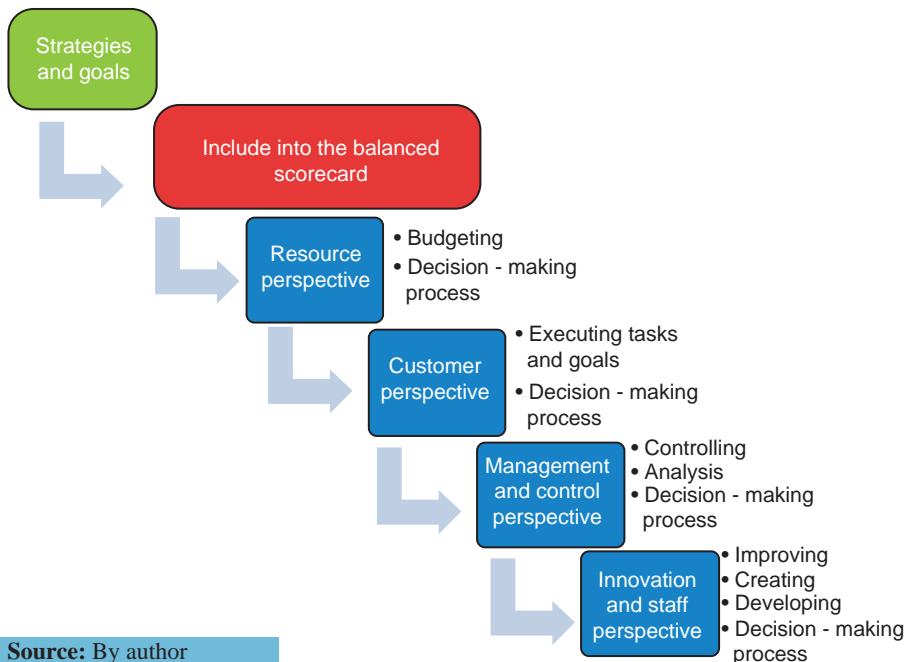 Strategies
and goals
Include into the balanced
scorecard
Resource
perspective
• Budgeting
• Decision - making
process
Customer
perspective
• Executing tasks
and goals
• Decision - making
process
Management
and control
perspective
• Controlling
• Analysis
• Decision - making
process
Innovation
and staff
perspective
• Improving
• Creating
• Developing
• Decision - making
process
Source: By author